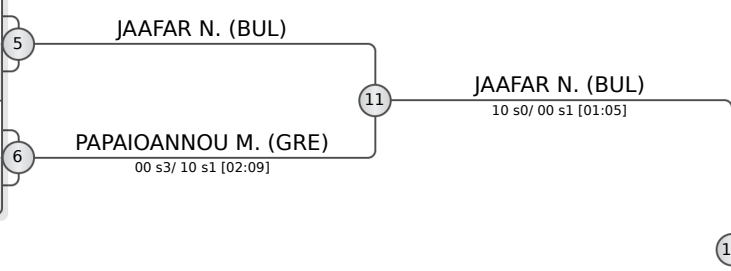 JAAFAR N. (BUL)
5
JAAFAR N. (BUL)
11
10 s0/ 00 s1 [01:05]
PAPAIOANNOU M. (GRE)
6
00 s3/ 10 s1 [02:09]